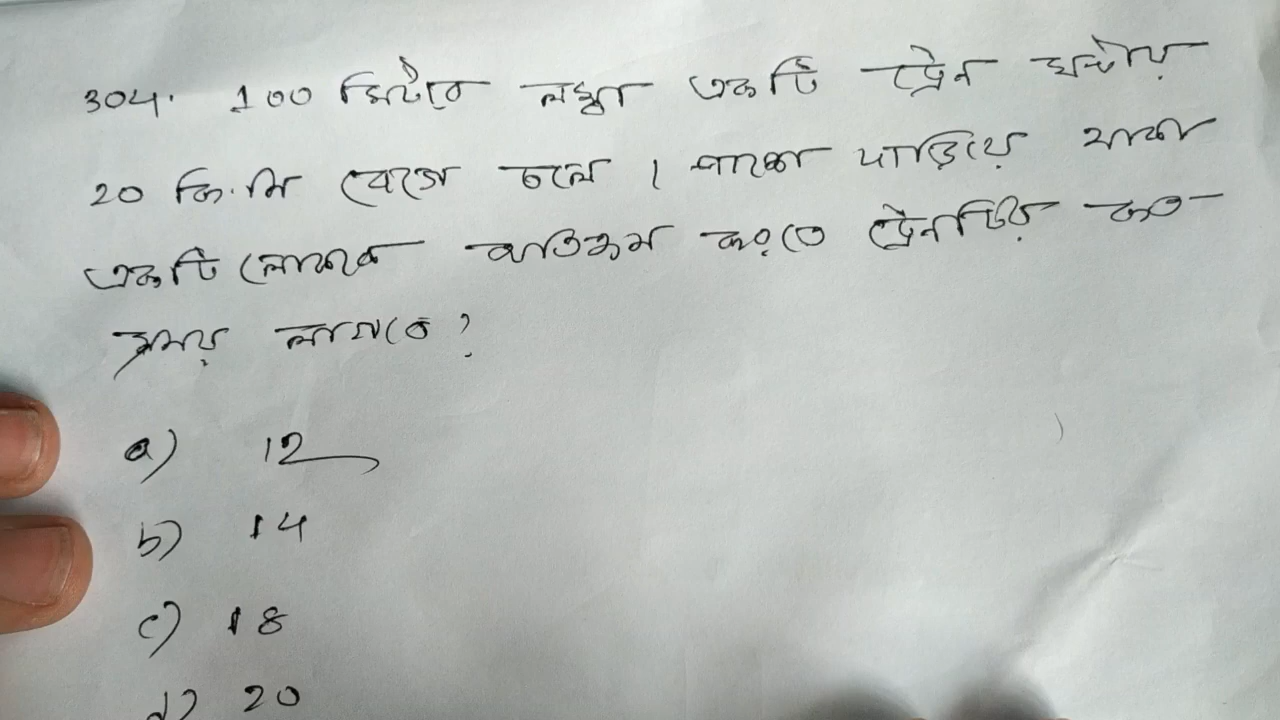 304. 100 মিটার লম্বা একটি ট্রেন ঘন্টায়
20 কি.মি বেগে চলে । পাশে দাড়িয়ে থাকা
একটি লোককে অতিক্রম করতে ট্রেনটির কত
সময় লাগবে ?
a) 12
b) 14
c) 18
d) 20